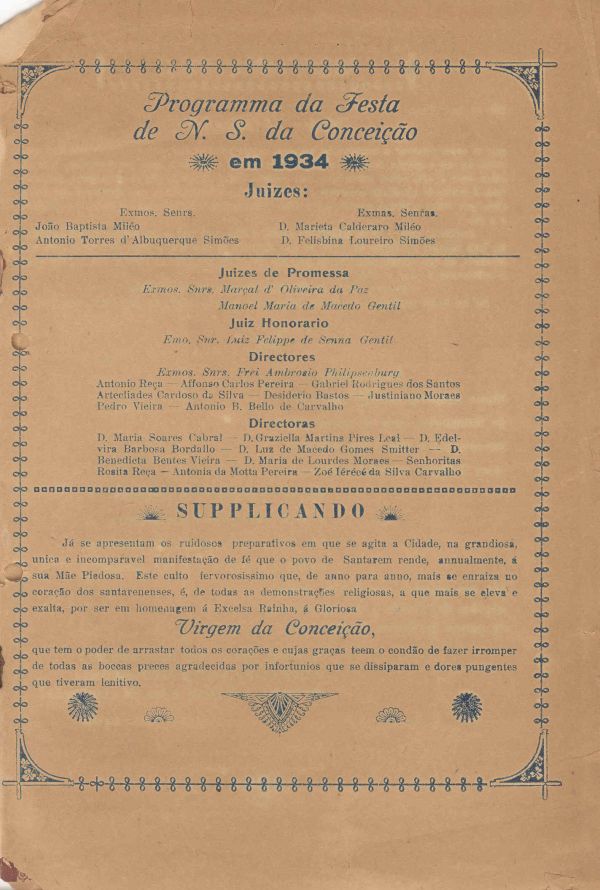 Programma da Festa
de N. S. da Conceição
em 1934
Juizes:
Exmos. Senrs.
Exmas. Senras.
João Baptista Miléo
D. Marieta Calderaro Miléo
Antonio Torres d'Albuquerque Simões
D. Felisbina Loureiro Simões
Juizes de Promessa
Exmos. Snrs. Marçal d' Oliveira da Paz
Manoel Maria de Macedo Gentil
Juiz Honorario
Emo. Snr. Luiz Felippe de Senna Gentil
Directores
Exmos. Snrs. Frei Ambrosio Philipsenburg
Antonio Reça — Affonso Carlos Pereira — Gabriel Rodrigues dos Santos
Artecliades Cardoso da Silva — Desiderio Bastos — Justiniano Moraes
Pedro Vieira — Antonio B. Bello de Carvalho
Directoras
D. Maria Soares Cabral — D. Graziella Martins Pires Leal — D. Edel-
vira Barbosa Bordallo — D. Luz de Macedo Gomes Smitter — D.
Benedicta Bentes Vieira — D. Maria de Lourdes Moraes — Senhoritas
Rosita Reça — Antonia da Motta Pereira — Zoé Iérécê da Silva Carvalho
SUPPLICANDO
Já se apresentam os ruidosos preparativos em que se agita a Cidade, na grandiosa,
unica e incomparavel manifestação de fé que o povo de Santarem rende, annualmente, á
sua Mãe Piedosa. Este culto fervorosissimo que, de anno para anno, mais se enraiza no
coração dos santarenenses, é, de todas as demonstrações religiosas, a que mais se eleva e
exalta, por ser em homenagem á Excelsa Rainha, á Gloriosa
Virgem da Conceição,
que tem o poder de arrastar todos os corações e cujas graças teem o condão de fazer irromper
de todas as boccas preces agradecidas por infortunios que se dissiparam e dores pungentes
que tiveram lenitivo.